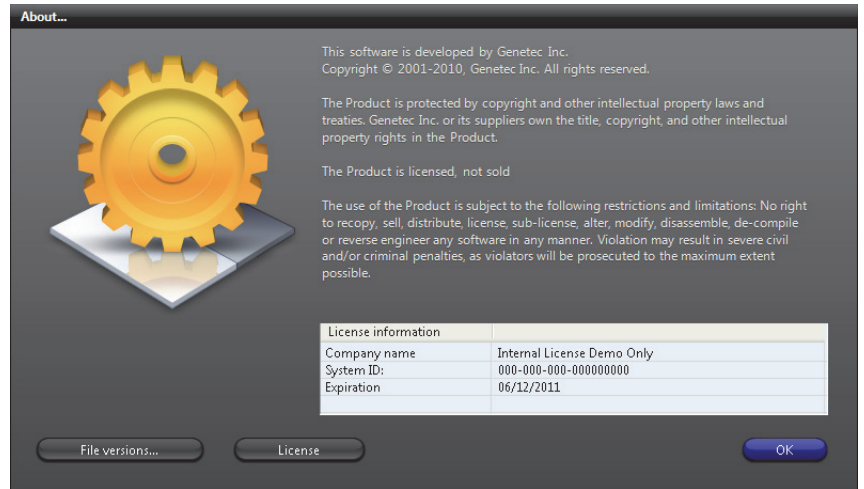 About...
This software is developed by Genetec Inc.
Copyright © 2001-2010, Genetec Inc. All rights reserved.
The Product is protected by copyright and other intellectual property laws and
treaties. Genetec Inc. or its suppliers own the title, copyright, and other intellectual
property rights in the Product.
The Product is licensed, not sold
The use of the Product is subject to the following restrictions and limitations: No right
to recopy, sell, distribute, license, sub-license, alter, modify, disassemble, de-compile
or reverse engineer any software in any manner. Violation may result in severe civil
and/or criminal penalties, as violators will be prosecuted to the maximum extent
possible.
License information
Company name Internal License Demo Only
System ID: 000-000-000-000000000
Expiration 06/12/2011
File versions... License OK